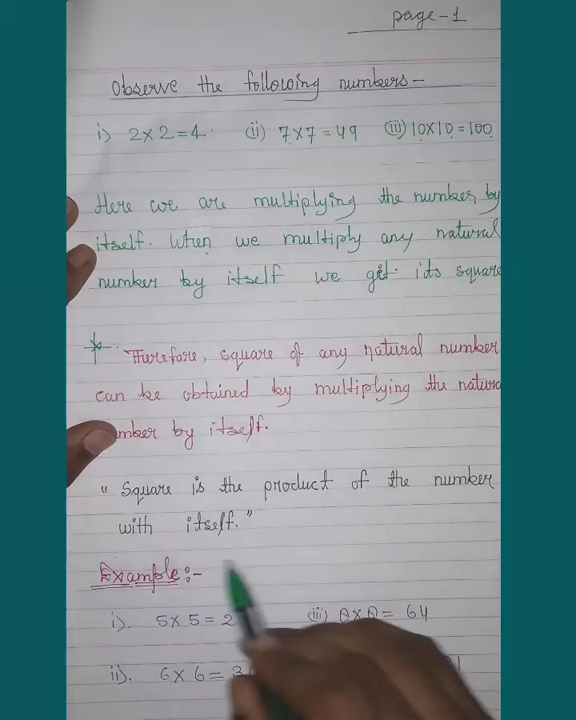 page-1
Observe the following numbers-
i) 2×2=4. (ii) 7×7=49 (iii) 10×10=100
Here we are multiplying the number by
itself. When we multiply any natural
number by itself we get its square
* Therefore, square of any natural number
can be obtained by multiplying the natural
by itself.
" Square is the product of the number
with itself."
Example:-
i). 5×5=2 (iii) 8×8= 64
ii). 6×6=3